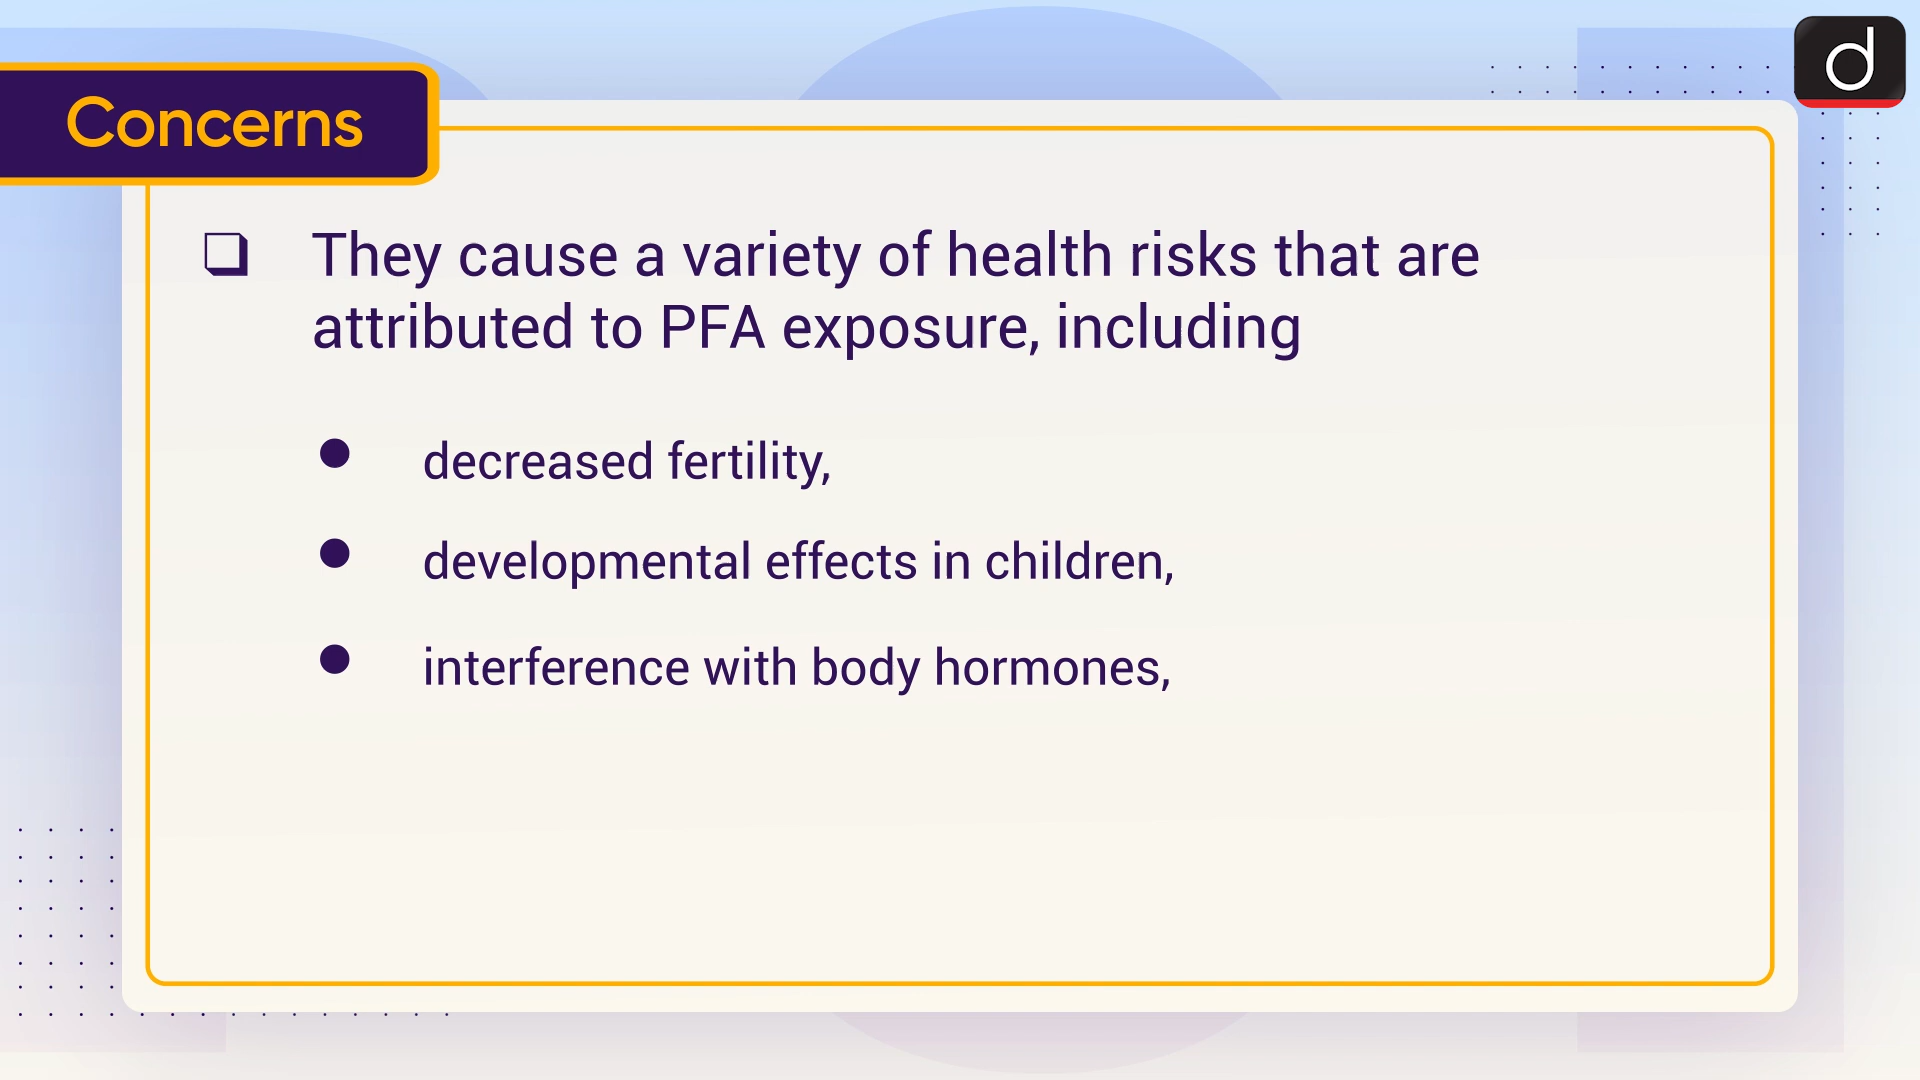 Concerns
d
❑ They cause a variety of health risks that are
attributed to PFA exposure, including
● decreased fertility,
● developmental effects in children,
● interference with body hormones,